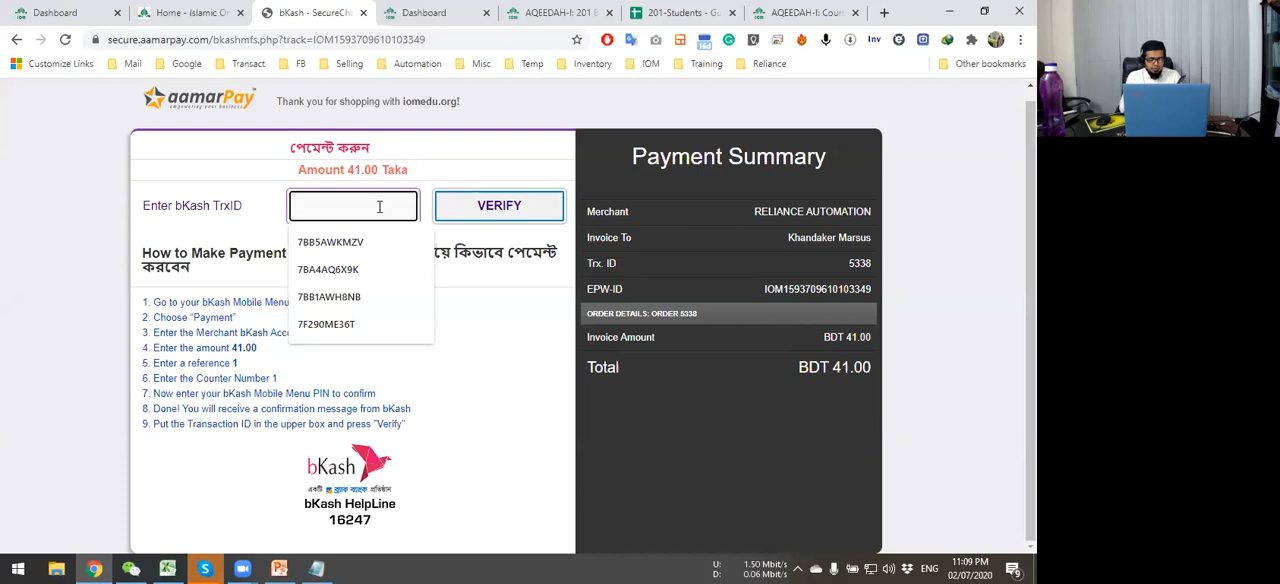 Dashboard
Home - Islamic On
bKash - SecureChe
Dashboard
AQEEDAH-I: 201 B
201-Students - Go
AQEEDAH-I: Cour
secure.aamarpay.com/bkashmfs.php?track=IOM1593709610103349
Inv
Customize Links
Mail
Google
Transact
FB
Selling
Automation
Misc
Temp
Inventory
IOM
Training
Reliance
Other bookmarks
aamarPay
Thank you for shopping with iomedu.org!
পেমেন্ট করুন
Amount 41.00 Taka
Enter bKash TrxID
VERIFY
7BB5AWKMZV
7BA4AQ6X9K
7BB1AWH8NB
7F290ME36T
How to Make Payment
য়ে কিভাবে পেমেন্ট
করবেন
1. Go to your bKash Mobile Menu
2. Choose "Payment"
3. Enter the Merchant bKash Acc
4. Enter the amount 41.00
5. Enter a reference 1
6. Enter the Counter Number 1
7. Now enter your bKash Mobile Menu PIN to confirm
8. Done! You will receive a confirmation message from bKash
9. Put the Transaction ID in the upper box and press "Verify"
bKash
একটি ব্র্যাক ব্যাংক প্রতিষ্ঠান
bKash HelpLine
16247
Payment Summary
Merchant RELIANCE AUTOMATION
Invoice To Khandaker Marsus
Trx. ID 5338
EPW-ID IOM1593709610103349
ORDER DETAILS: ORDER 5338
Invoice Amount BDT 41.00
Total BDT 41.00
U: 1.50 Mbit/s
D: 0.06 Mbit/s
ENG
11:09 PM
02/07/2020